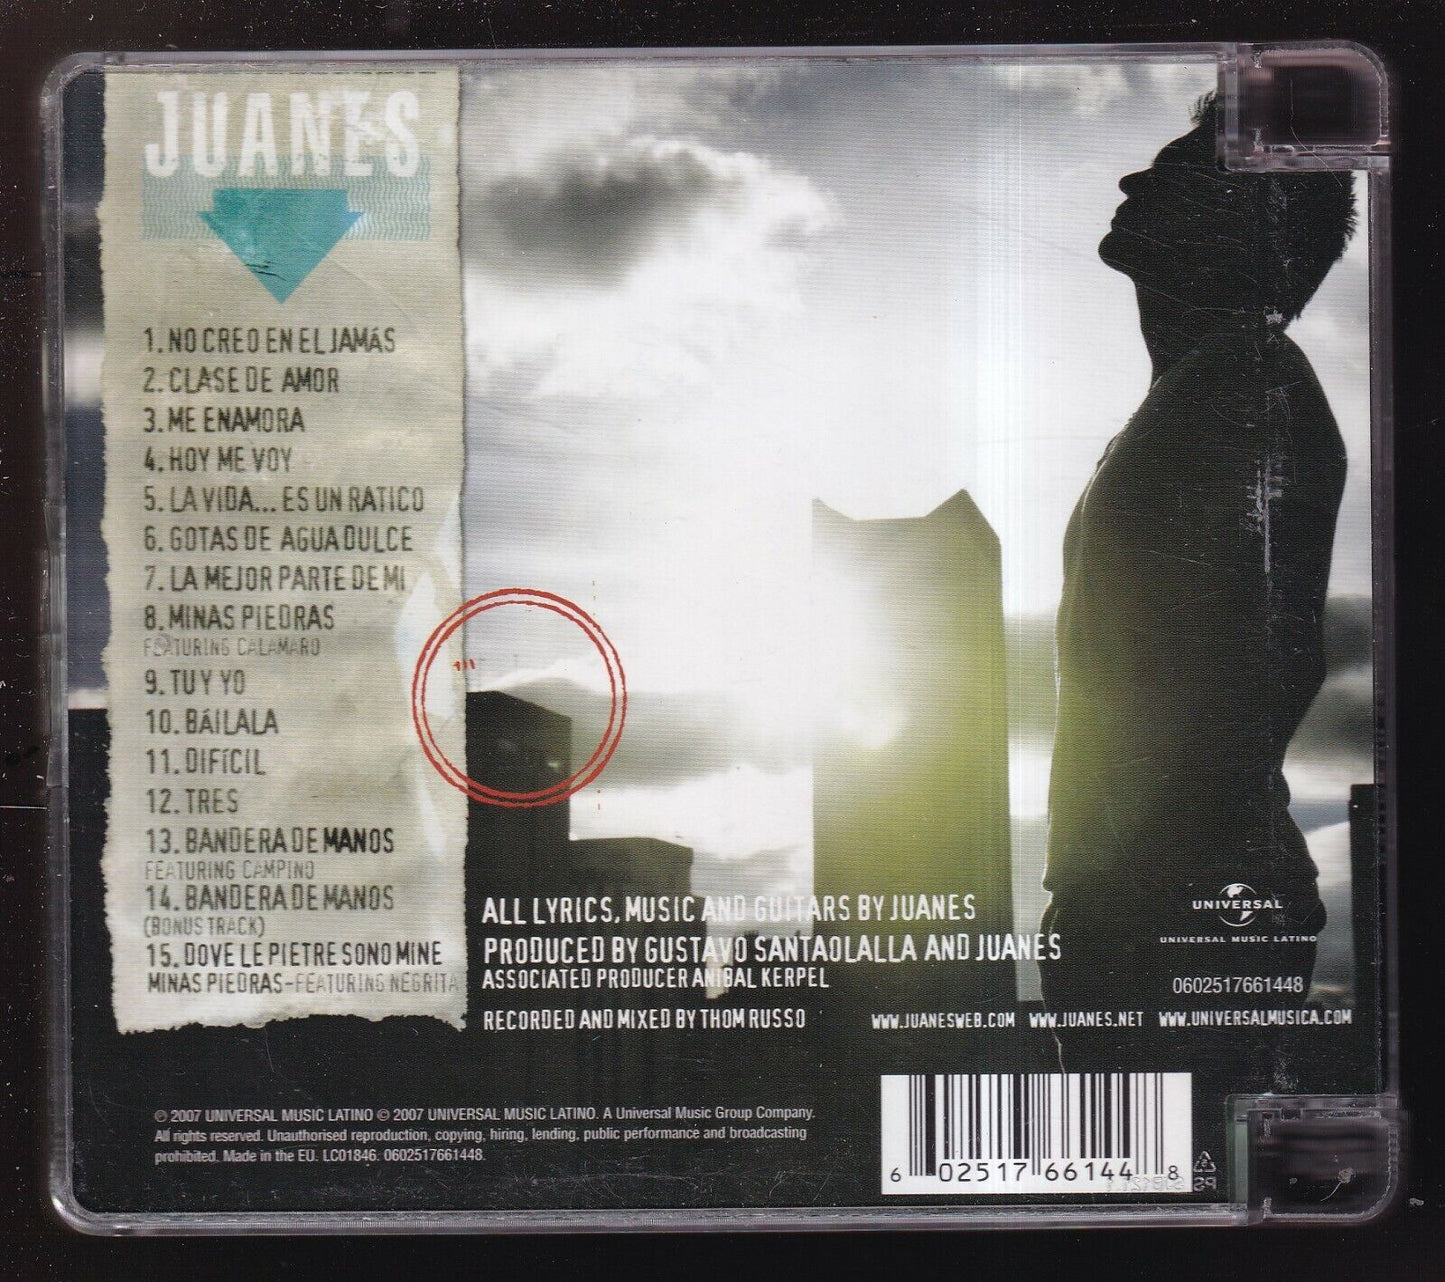 JUANES
1. NO CREO EN EL JAMÁS
2. CLASE DE AMOR
3. ME ENAMORA
4. HOY ME VOY
5. LA VIDA... ES UN RATICO
6. GOTAS DE AGUA DULCE
7. LA MEJOR PARTE DE MI
8. MINAS PIEDRAS
FEATURING CALAMARO
9. TU Y YO
10. BÁILALA
11. DIFÍCIL
12. TRES
13. BANDERA DE MANOS
FEATURING CAMPINO
14. BANDERA DE MANOS
(BONUS TRACK)
15. DOVE LE PIETRE SONO MINE
MINAS PIEDRAS-FEATURING NEGRITA
ALL LYRICS, MUSIC AND GUITARS BY JUANES
PRODUCED BY GUSTAVO SANTAOLALLA AND JUANES
ASSOCIATED PRODUCER ANIBAL KERPEL
RECORDED AND MIXED BY THOM RUSSO
UNIVERSAL
UNIVERSAL MUSIC LATINO
0602517661448
WWW.JUANESWEB.COM WWW.JUANES.NET WWW.UNIVERSALMUSICA.COM
℗ 2007 UNIVERSAL MUSIC LATINO © 2007 UNIVERSAL MUSIC LATINO. A Universal Music Group Company.
All rights reserved. Unauthorised reproduction, copying, hiring, lending, public performance and broadcasting
prohibited. Made in the EU. LC01846. 0602517661448.
6 02517 66144 8